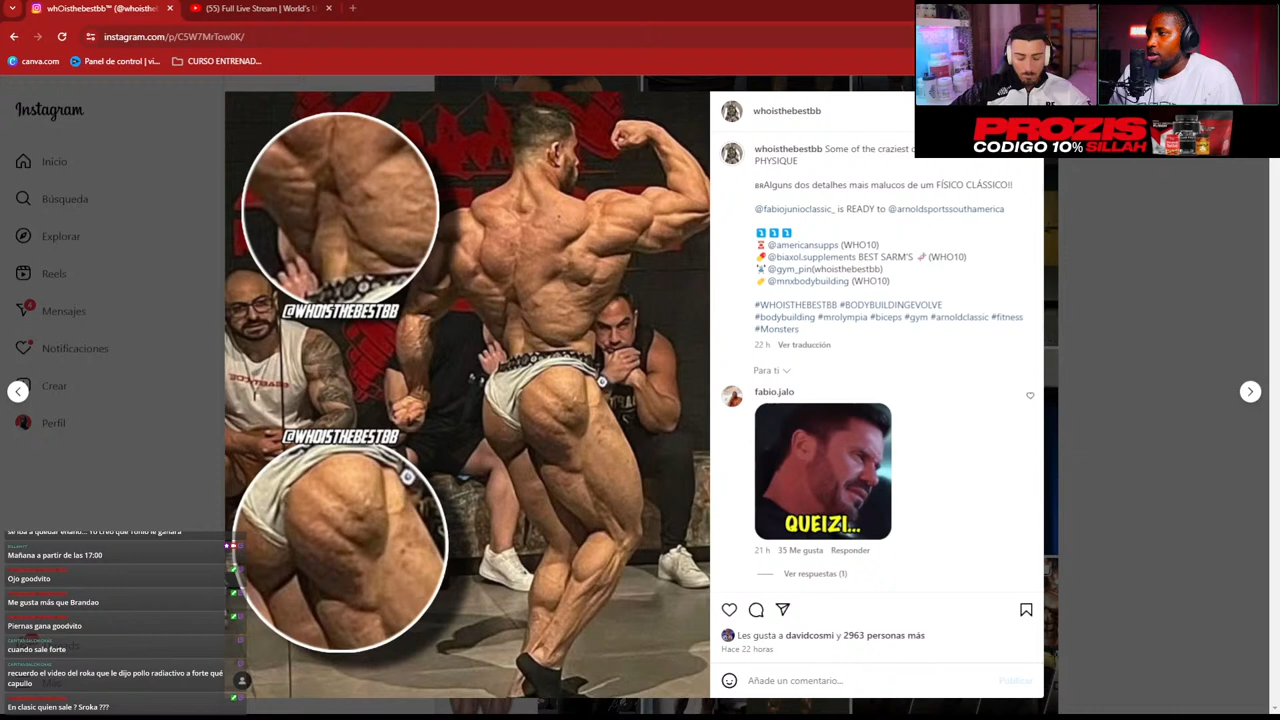 whOisthebestbb™ (@whoisthe
(55) Full Live Stream | World's U
instagram.com/p/C5W7MrTow0K/
canva.com
Panel de control | vi...
CURSO ENTRENAD...
PROZIS
CODIGO 10% SILLAH
Instagram
Inicio
Búsqueda
Explorar
Reels
4
Mensajes
Notificaciones
Crear
Perfil
@WHOISTHEBESTBB
@WHOISTHEBESTBB
whoisthebestbb
whoisthebestbb Some of the craziest
PHYSIQUE
BRAlguns dos detalhes mais malucos de um FÍSICO CLÁSSICO!!
@fabiojunioclassic_ is READY to @arnoldsportssouthamerica
@americansupps (WHO10)
@biaxol.supplements BEST SARM'S (WHO10)
@gym_pin(whoisthebestbb)
@mnxbodybuilding (WHO10)
#WHOISTHEBESTBB #BODYBUILDINGEVOLVE
#bodybuilding #mrolympia #biceps #gym #arnoldclassic #fitness
#Monsters
22 h Ver traducción
Para ti
fabio.jalo
QUEIZI...
21 h 35 Me gusta Responder
Ver respuestas (1)
Les gusta a davidcosmi y 2963 personas más
Hace 22 horas
Añade un comentario...
Publicar
Mañana a partir de las 17:00
Ojo goodvito
Me gusta más que Brandao
Piernas gana goodvito
cuando sale forte
recuerdo el video del roka que le dijo pollo radiactivo a forte qué
capullo
En clasic quien sale ? Sroka ???